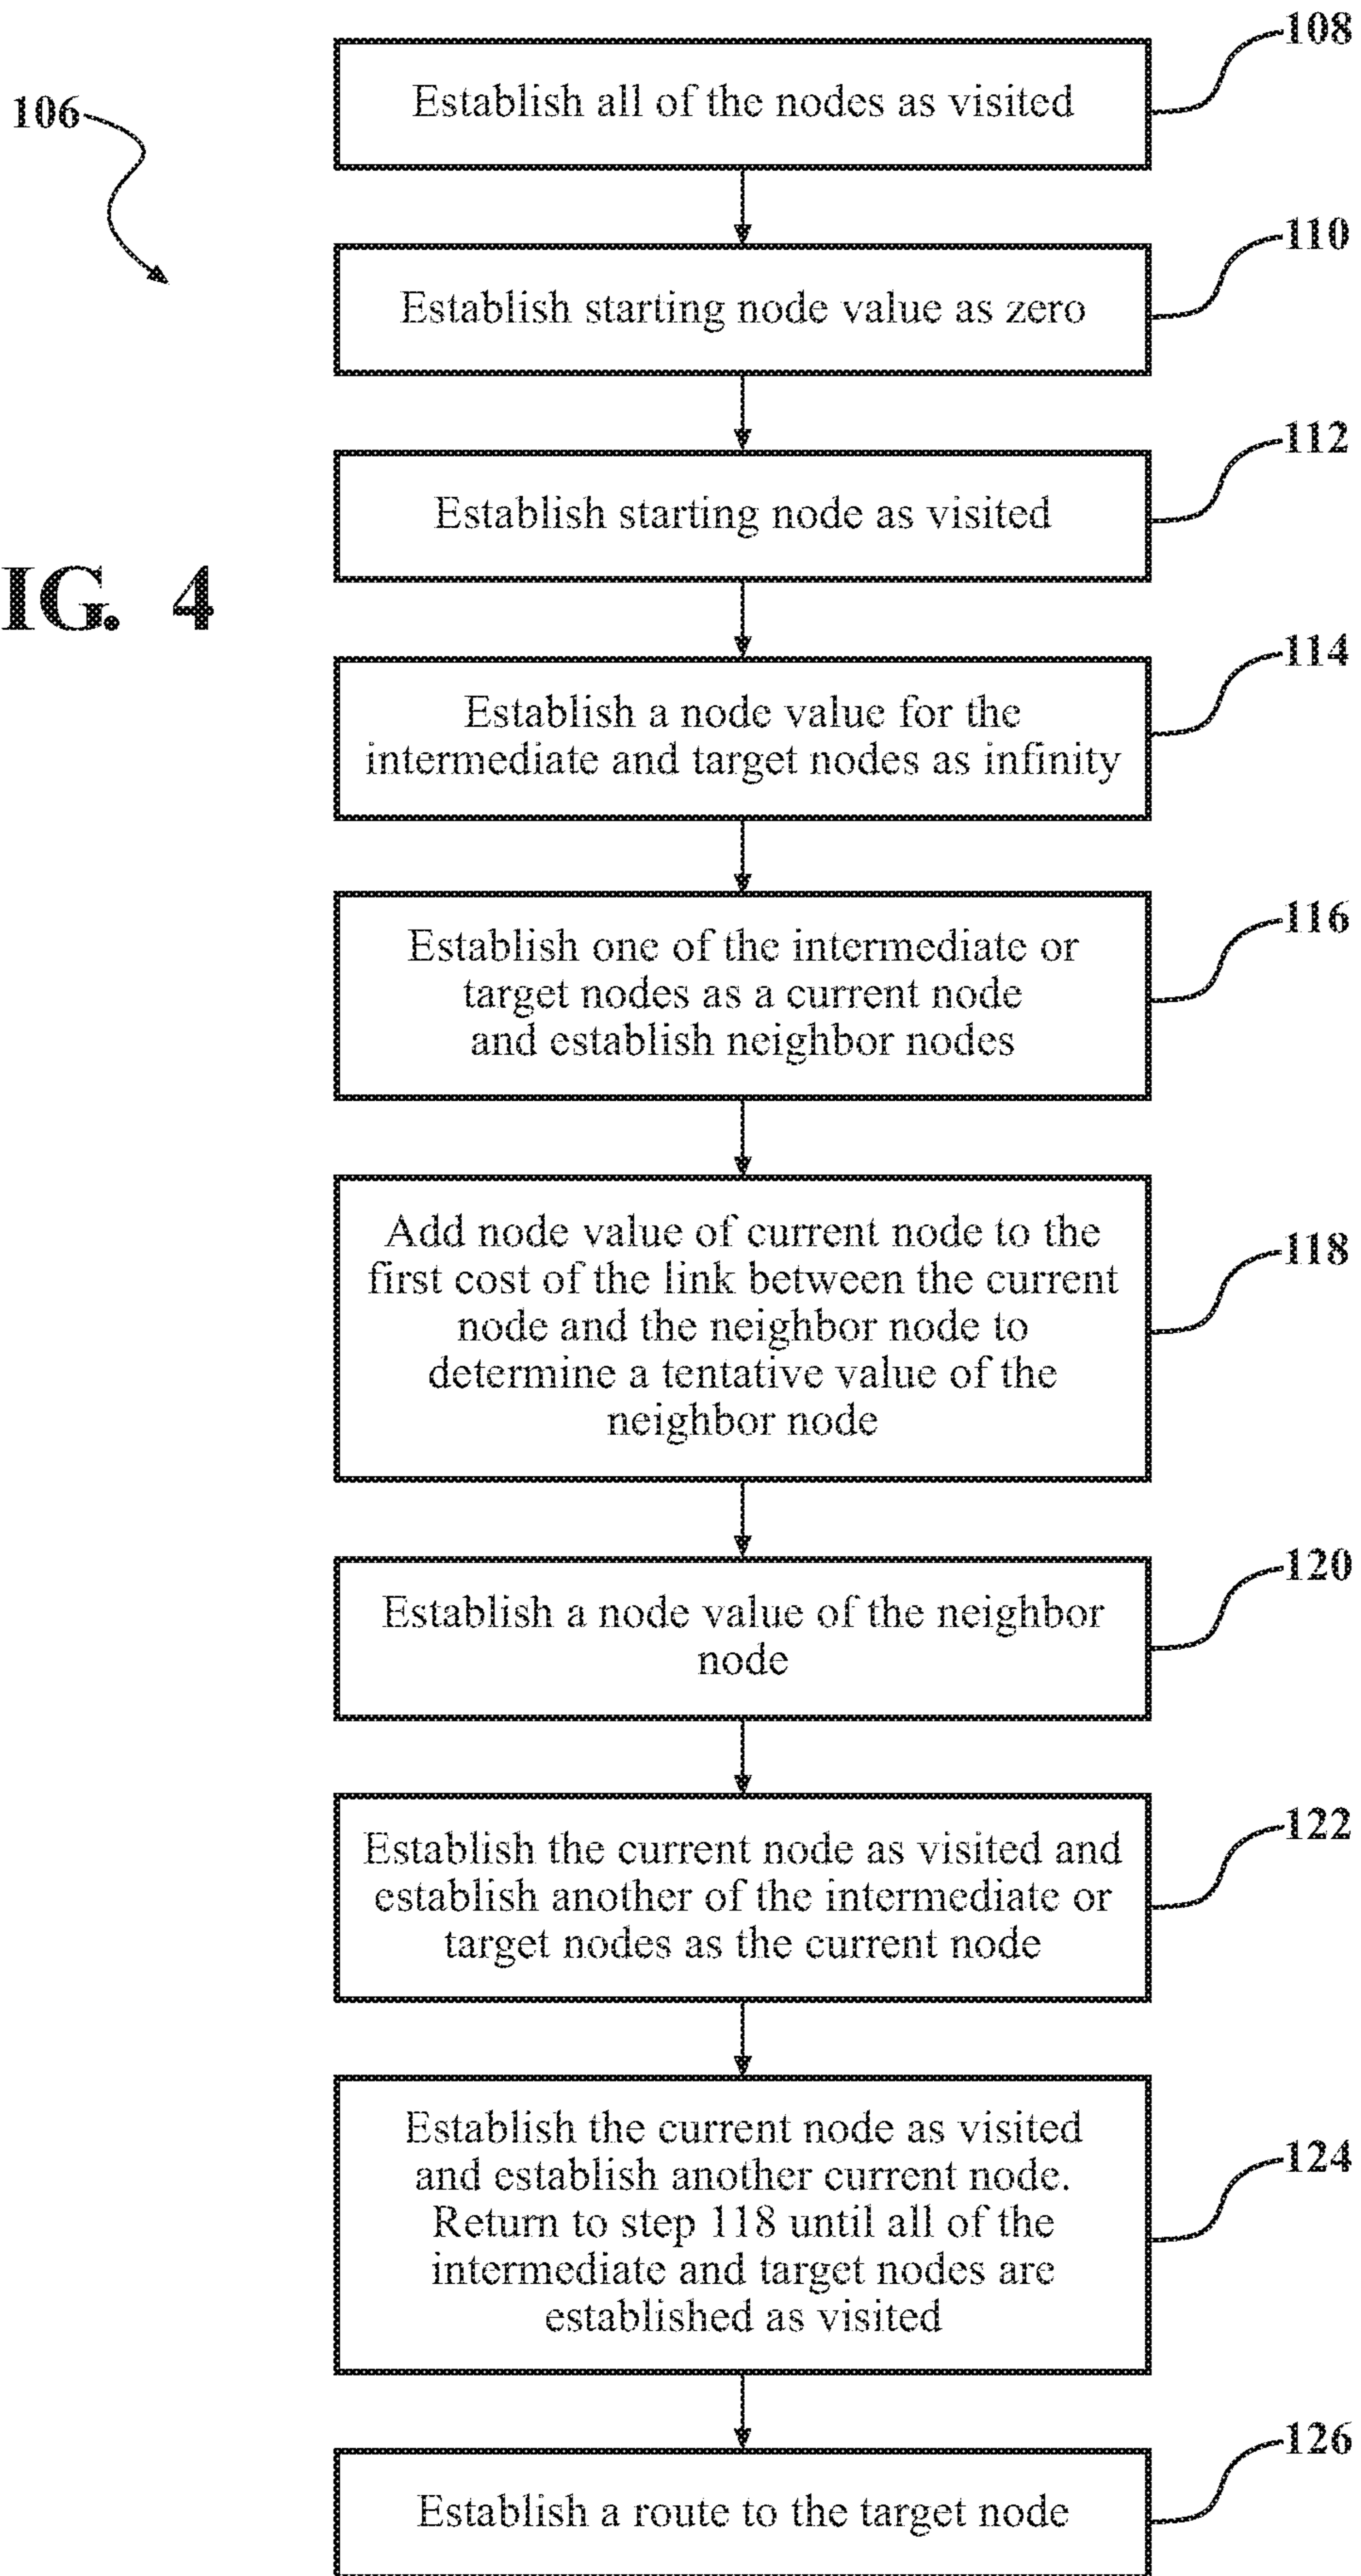 108
Establish all of the nodes as visited
106
110
Establish starting node value as zero
112
Establish starting node as visited
IG. 4
114
Establish a node value for the
intermediate and target nodes as infinity
116
Establish one of the intermediate or
target nodes as a current node
and establish neighbor nodes
118
Add node value of current node to the
first cost of the link between the current
node and the neighbor node to
determine a tentative value of the
neighbor node
120
Establish a node value of the neighbor
node
122
Establish the current node as visited and
establish another of the intermediate or
target nodes as the current node
124
Establish the current node as visited
and establish another current node.
Return to step 118 until all of the
intermediate and target nodes are
established as visited
126
Establish a route to the target node